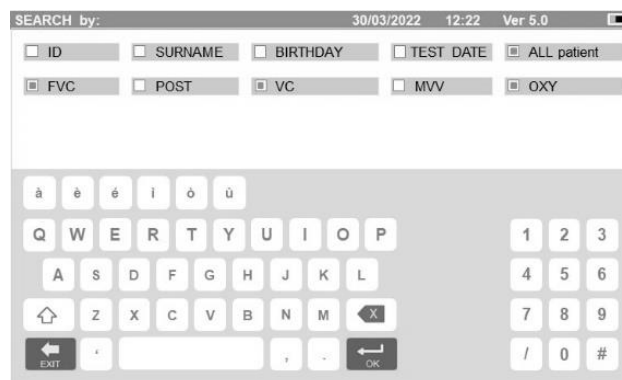 SEARCH by: 30/03/2022 12:22 Ver 5.0
ID SURNAME BIRTHDAY TEST DATE ALL patient
FVC POST VC MVV OXY
à è é ì ò ù
Q W E R T Y U I O P 1 2 3
A S D F G H J K L 4 5 6
Z X C V B N M X 7 8 9
EXIT ' , . OK / 0 #